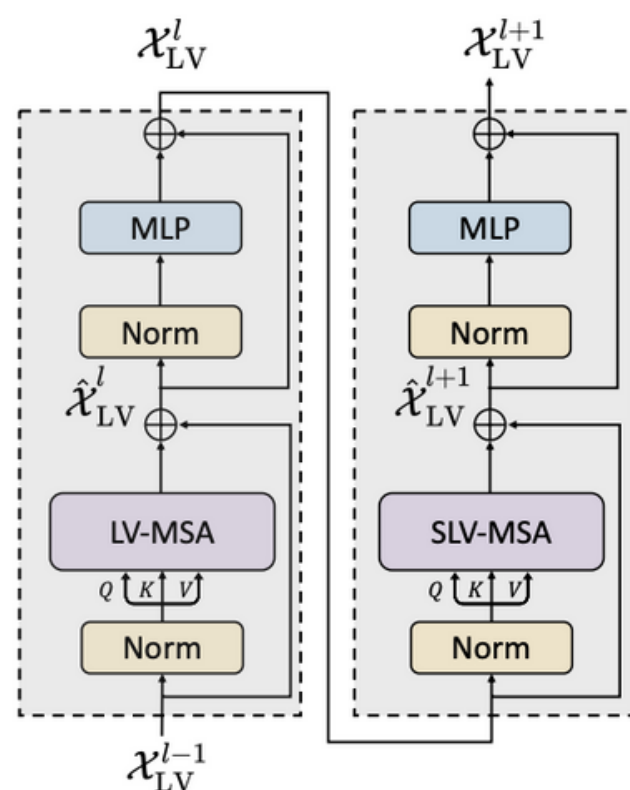 𝒳^l_LV
MLP
Norm
𝒳̂^l_LV
LV-MSA
Q K V
Norm
𝒳^{l−1}_LV
𝒳^{l+1}_LV
MLP
Norm
𝒳̂^{l+1}_LV
SLV-MSA
Q K V
Norm